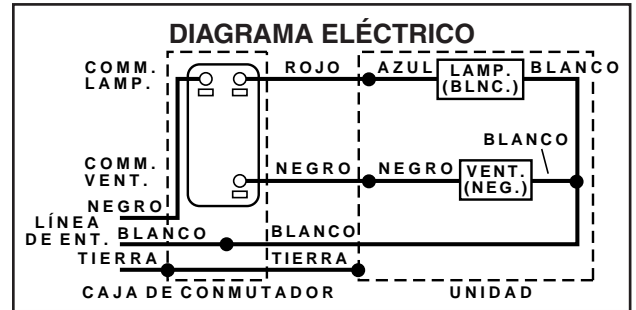 DIAGRAMA ELÉCTRICO
COMM. LAMP.
ROJO
AZUL
LAMP. (BLNC.)
BLANCO
BLANCO
COMM. VENT.
NEGRO
NEGRO
VENT. (NEG.)
NEGRO
LÍNEA DE ENT.
BLANCO
BLANCO
TIERRA
TIERRA
CAJA DE CONMUTADOR
UNIDAD